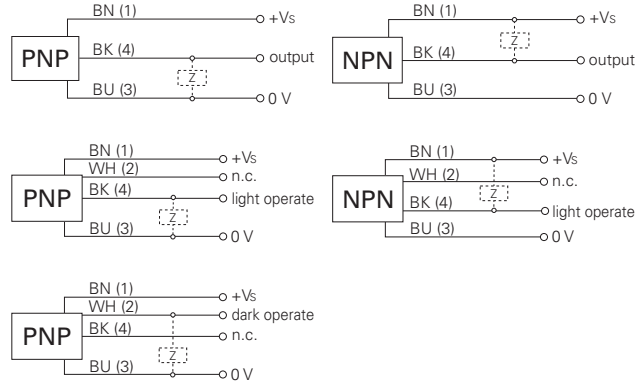 BN (1)
+Vs
PNP
BK (4)
output
Z
BU (3)
0 V
BN (1)
+Vs
NPN
BK (4)
Z
output
BU (3)
0 V
BN (1)
+Vs
WH (2)
n.c.
PNP
BK (4)
light operate
Z
BU (3)
0 V
BN (1)
+Vs
WH (2)
n.c.
NPN
Z
BK (4)
light operate
BU (3)
0 V
BN (1)
+Vs
WH (2)
dark operate
PNP
BK (4)
n.c.
Z
BU (3)
0 V